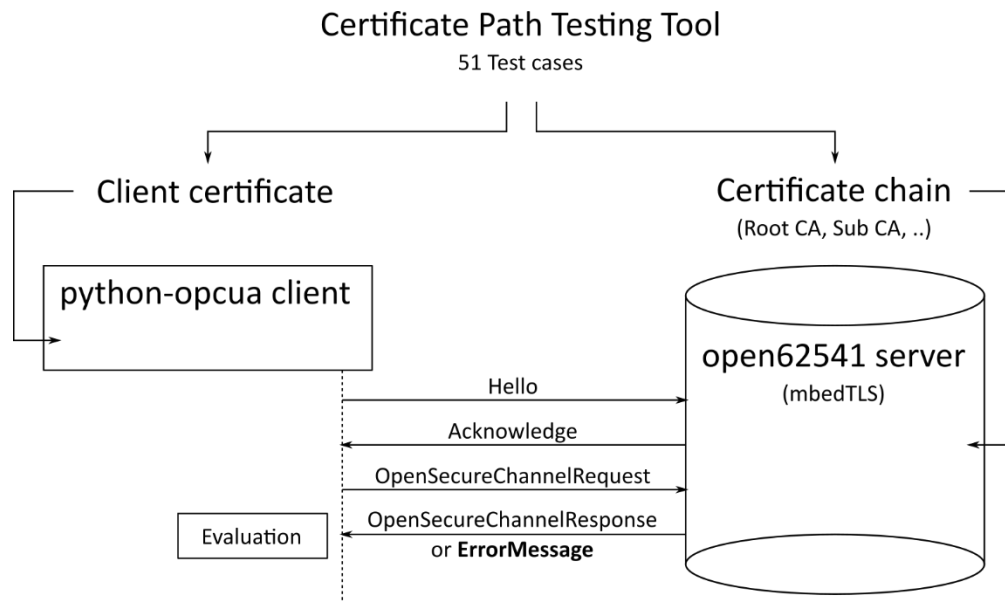 Certificate Path Testing Tool
51 Test cases
Client certificate
Certificate chain
(Root CA, Sub CA, ..)
python-opcua client
open62541 server
(mbedTLS)
Hello
Acknowledge
OpenSecureChannelRequest
OpenSecureChannelResponse
or ErrorMessage
Evaluation